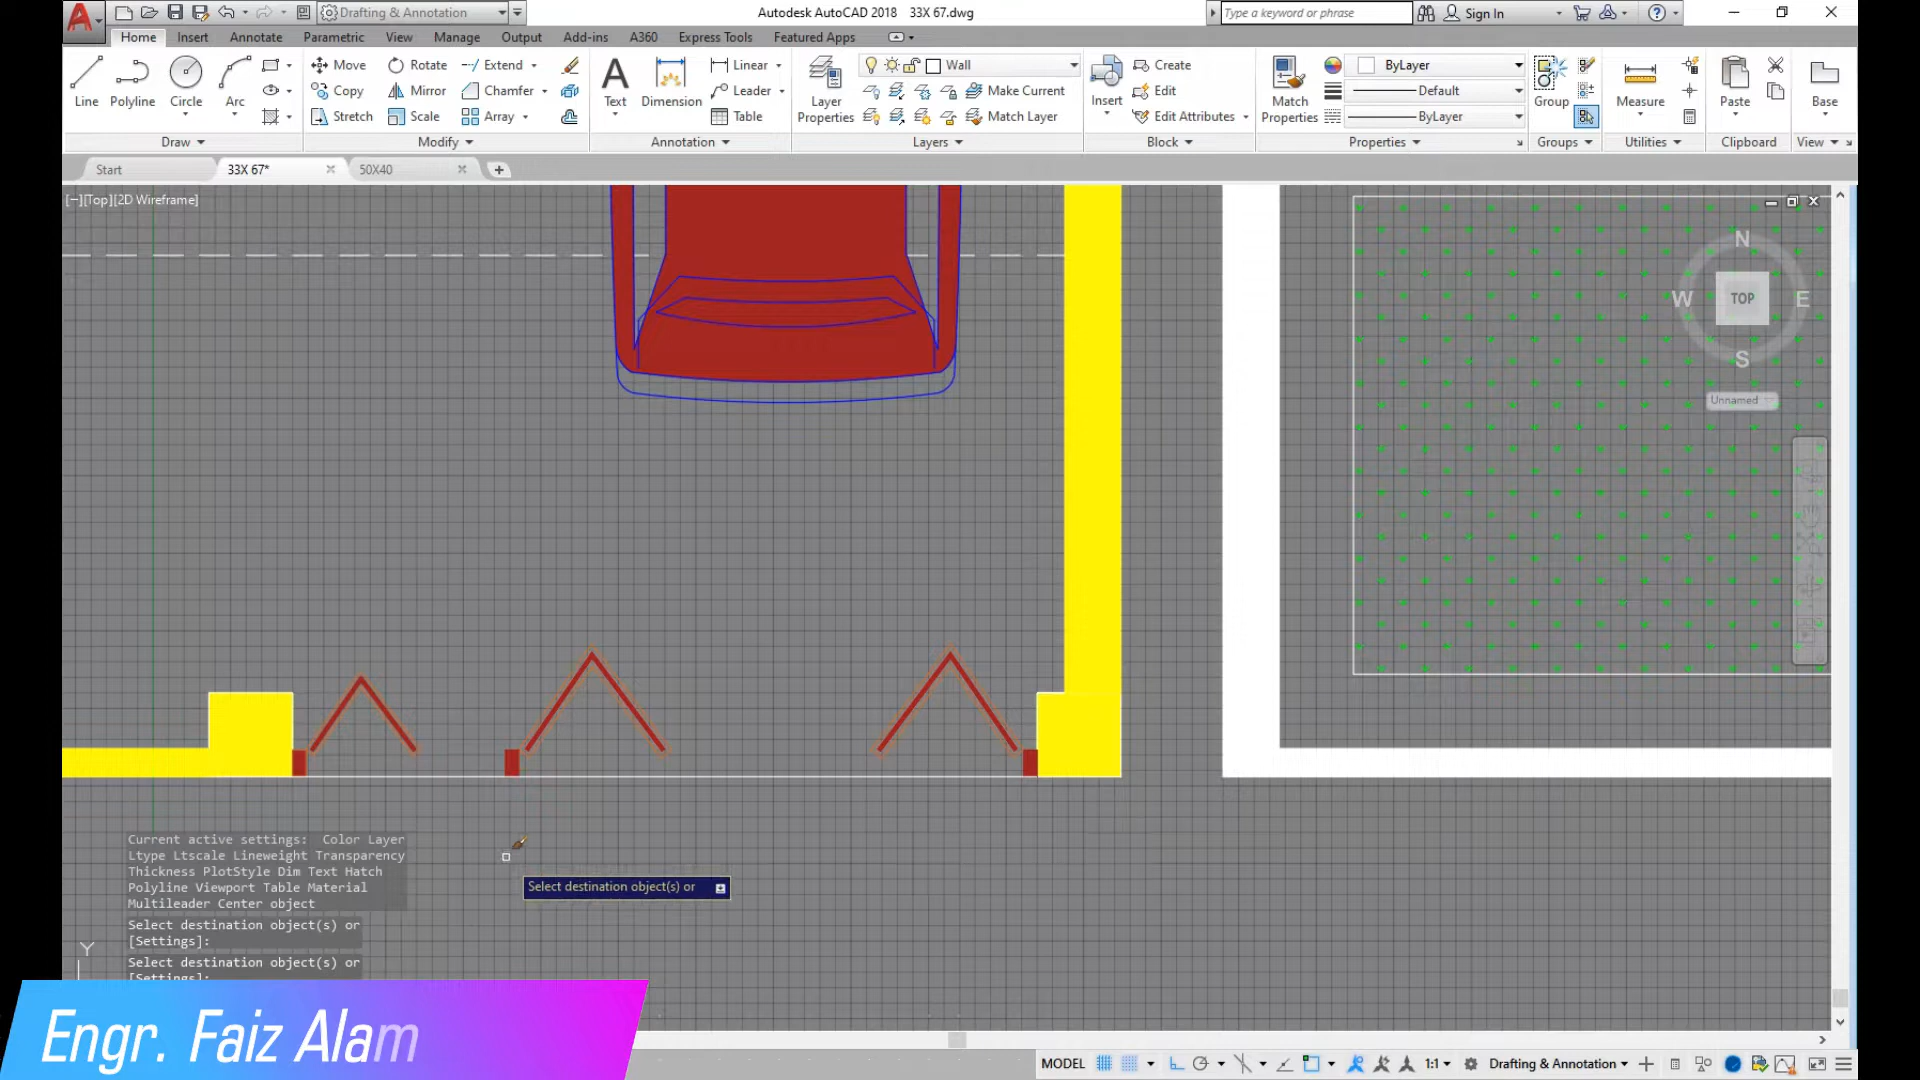 Drafting & Annotation
Autodesk AutoCAD 2018 33X 67.dwg
Type a keyword or phrase
Sign In
Home Insert Annotate Parametric View Manage Output Add-ins A360 Express Tools Featured Apps
Line Polyline Circle Arc
Move Rotate Extend
Copy Mirror Chamfer
Stretch Scale Array
Text Dimension
Linear
Leader
Table
Layer Properties
Wall
Make Current
Match Layer
Insert
Create
Edit
Edit Attributes
Match Properties
ByLayer
Default
ByLayer
Group
Measure
Paste
Base
Draw Modify Annotation Layers Block Properties Groups Utilities Clipboard View
Start 33X 67* 50X40
[−][Top][2D Wireframe]
N
W TOP E
S
Unnamed
Current active settings: Color Layer
Ltype Ltscale Lineweight Transparency
Thickness PlotStyle Dim Text Hatch
Polyline Viewport Table Material
Multileader Center object
Select destination object(s) or
[Settings]:
Select destination object(s) or
[Settings]:
Select destination object(s) or
Y
Engr. Faiz Alam
MODEL 1:1 Drafting & Annotation